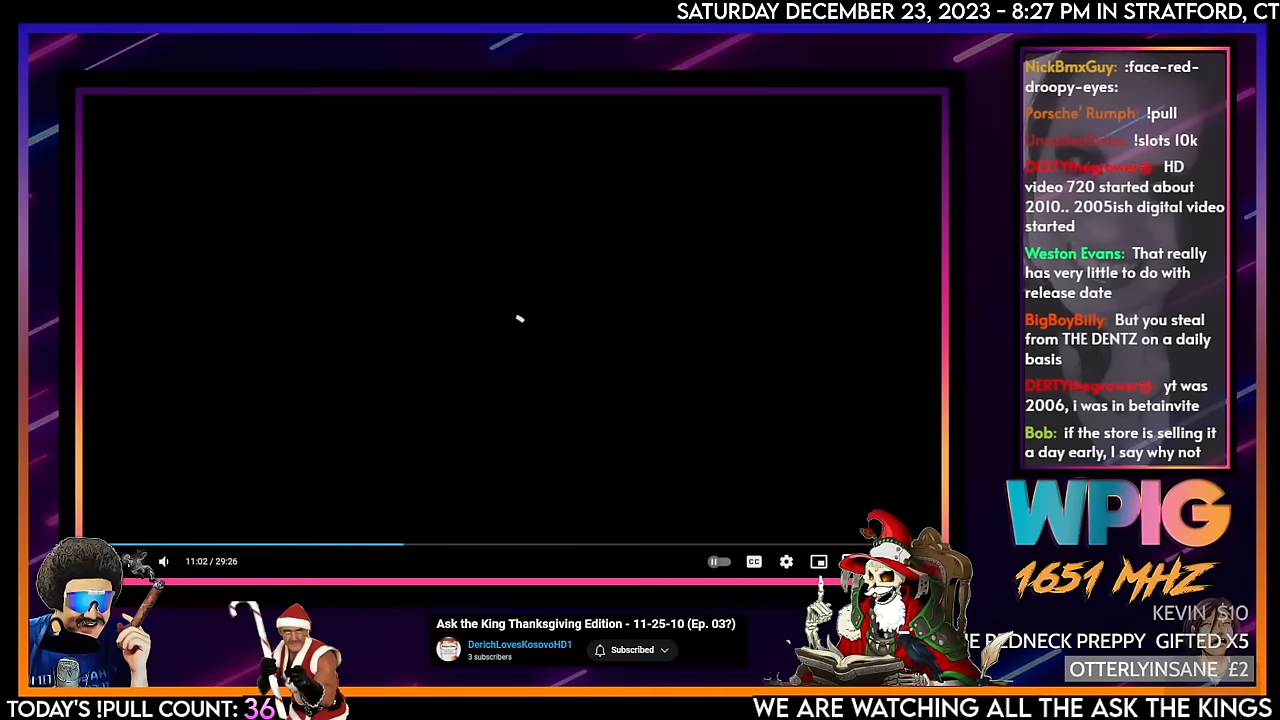 SATURDAY DECEMBER 23, 2023 - 8:27 PM IN STRATFORD, CT
NickBmxGuy: :face-red-
droopy-eyes:
Porsche' Rumph: !pull
!slots 10k
DERTYthegrower@ HD
video 720 started about
2010.. 2005ish digital video
started
Weston Evans: That really
has very little to do with
release date
BigBoyBilly: But you steal
from THE DENTZ on a daily
basis
DERTYthegrower@ yt was
2006, i was in betainvite
Bob: if the store is selling it
a day early, I say why not
WPIG
1651 MHZ
11:02 / 29:26
CC
Ask the King Thanksgiving Edition - 11-25-10 (Ep. 03?)
DerichLovesKosovoHD1
3 subscribers
Subscribed
KEVIN $10
REDNECK PREPPY GIFTED X5
OTTERLYINSANE £2
TODAY'S !PULL COUNT: 36
WE ARE WATCHING ALL THE ASK THE KINGS